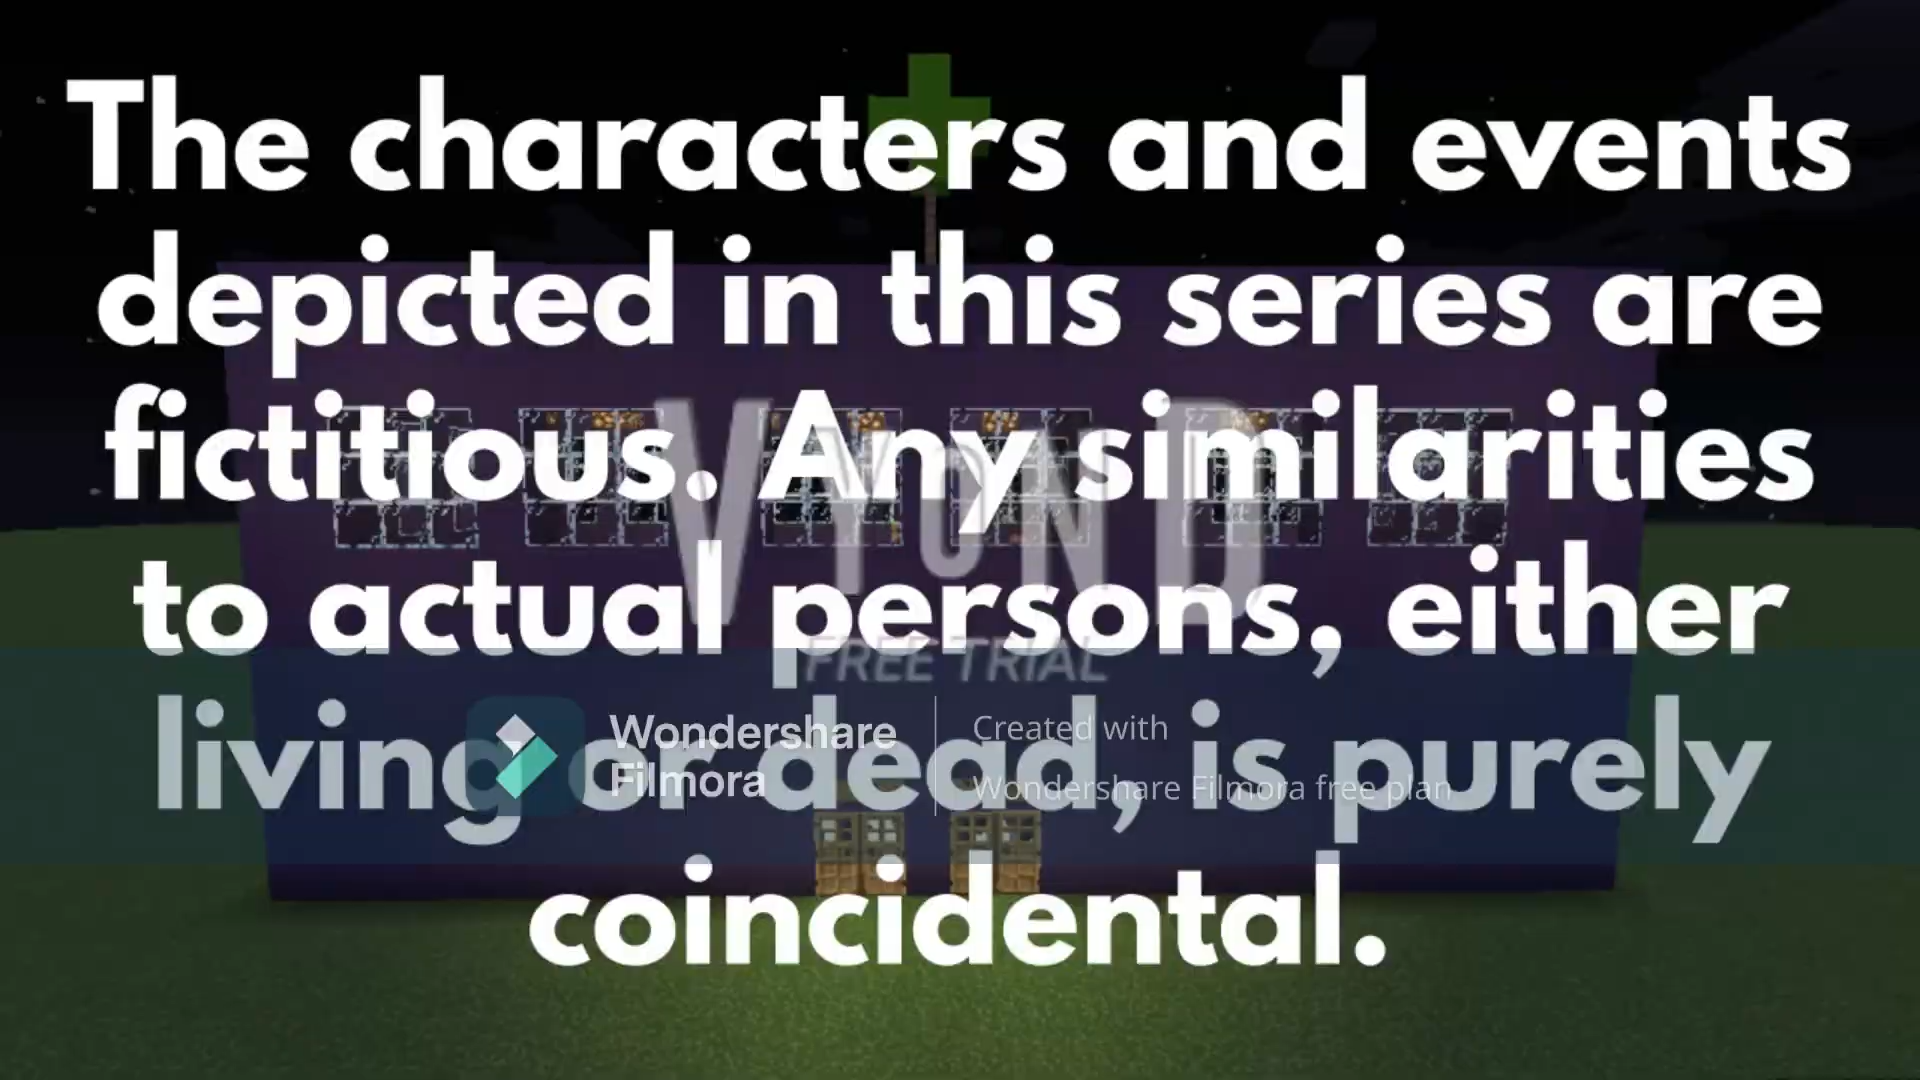 The characters and events
depicted in this series are
fictitious. Any similarities
VYOND
to actual persons, either
FREE TRIAL
living or dead, is purely
Wondershare
Filmora
Created with
Wondershare Filmora free plan
coincidental.